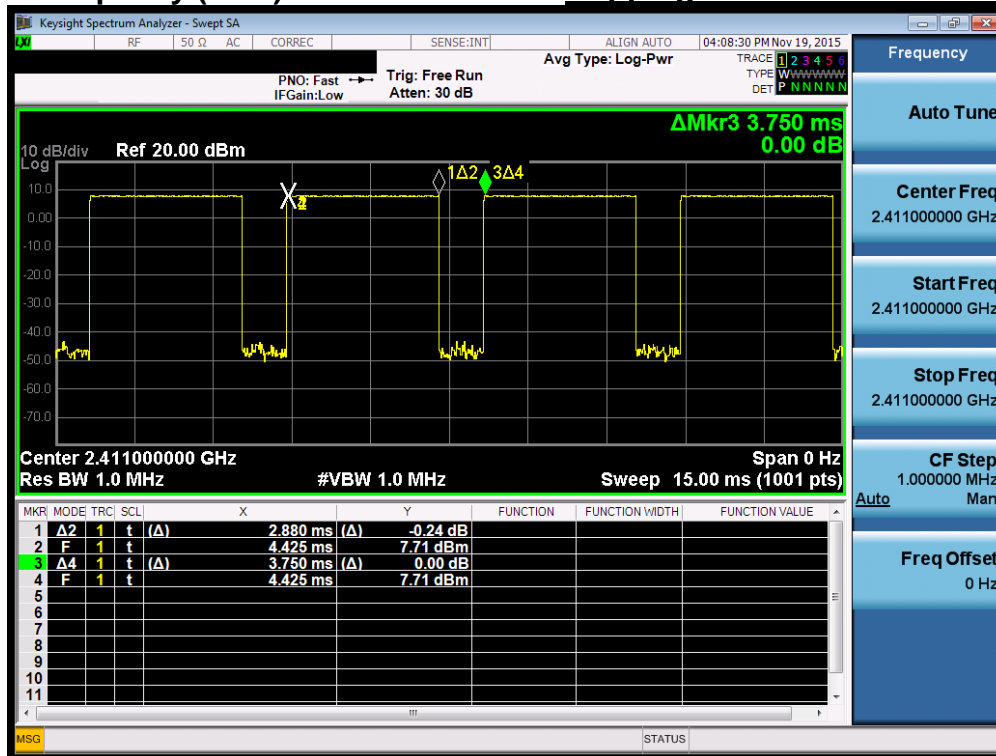 Keysight Spectrum Analyzer - Swept SA
LXI RF 50 Ω AC CORREC SENSE:INT ALIGN AUTO 04:08:30 PM Nov 19, 2015
Avg Type: Log-Pwr TRACE 1 2 3 4 5 6
PNO: Fast Trig: Free Run TYPE WWWWWW
IFGain:Low Atten: 30 dB DET P N N N N N
ΔMkr3 3.750 ms
0.00 dB
10 dB/div Ref 20.00 dBm
Log
1Δ2 3Δ4
10.0
0.00
-10.0
-20.0
-30.0
-40.0
-50.0
-60.0
-70.0
Center 2.411000000 GHz Span 0 Hz
Res BW 1.0 MHz #VBW 1.0 MHz Sweep 15.00 ms (1001 pts)
MKR MODE TRC SCL X Y FUNCTION FUNCTION WIDTH FUNCTION VALUE
1 Δ2 1 t (Δ) 2.880 ms (Δ) -0.24 dB
2 F 1 t 4.425 ms 7.71 dBm
3 Δ4 1 t (Δ) 3.750 ms (Δ) 0.00 dB
4 F 1 t 4.425 ms 7.71 dBm
5
6
7
8
9
10
11
MSG STATUS
Frequency
Auto Tune
Center Freq
2.411000000 GHz
Start Freq
2.411000000 GHz
Stop Freq
2.411000000 GHz
CF Step
1.000000 MHz
Auto Man
Freq Offset
0 Hz